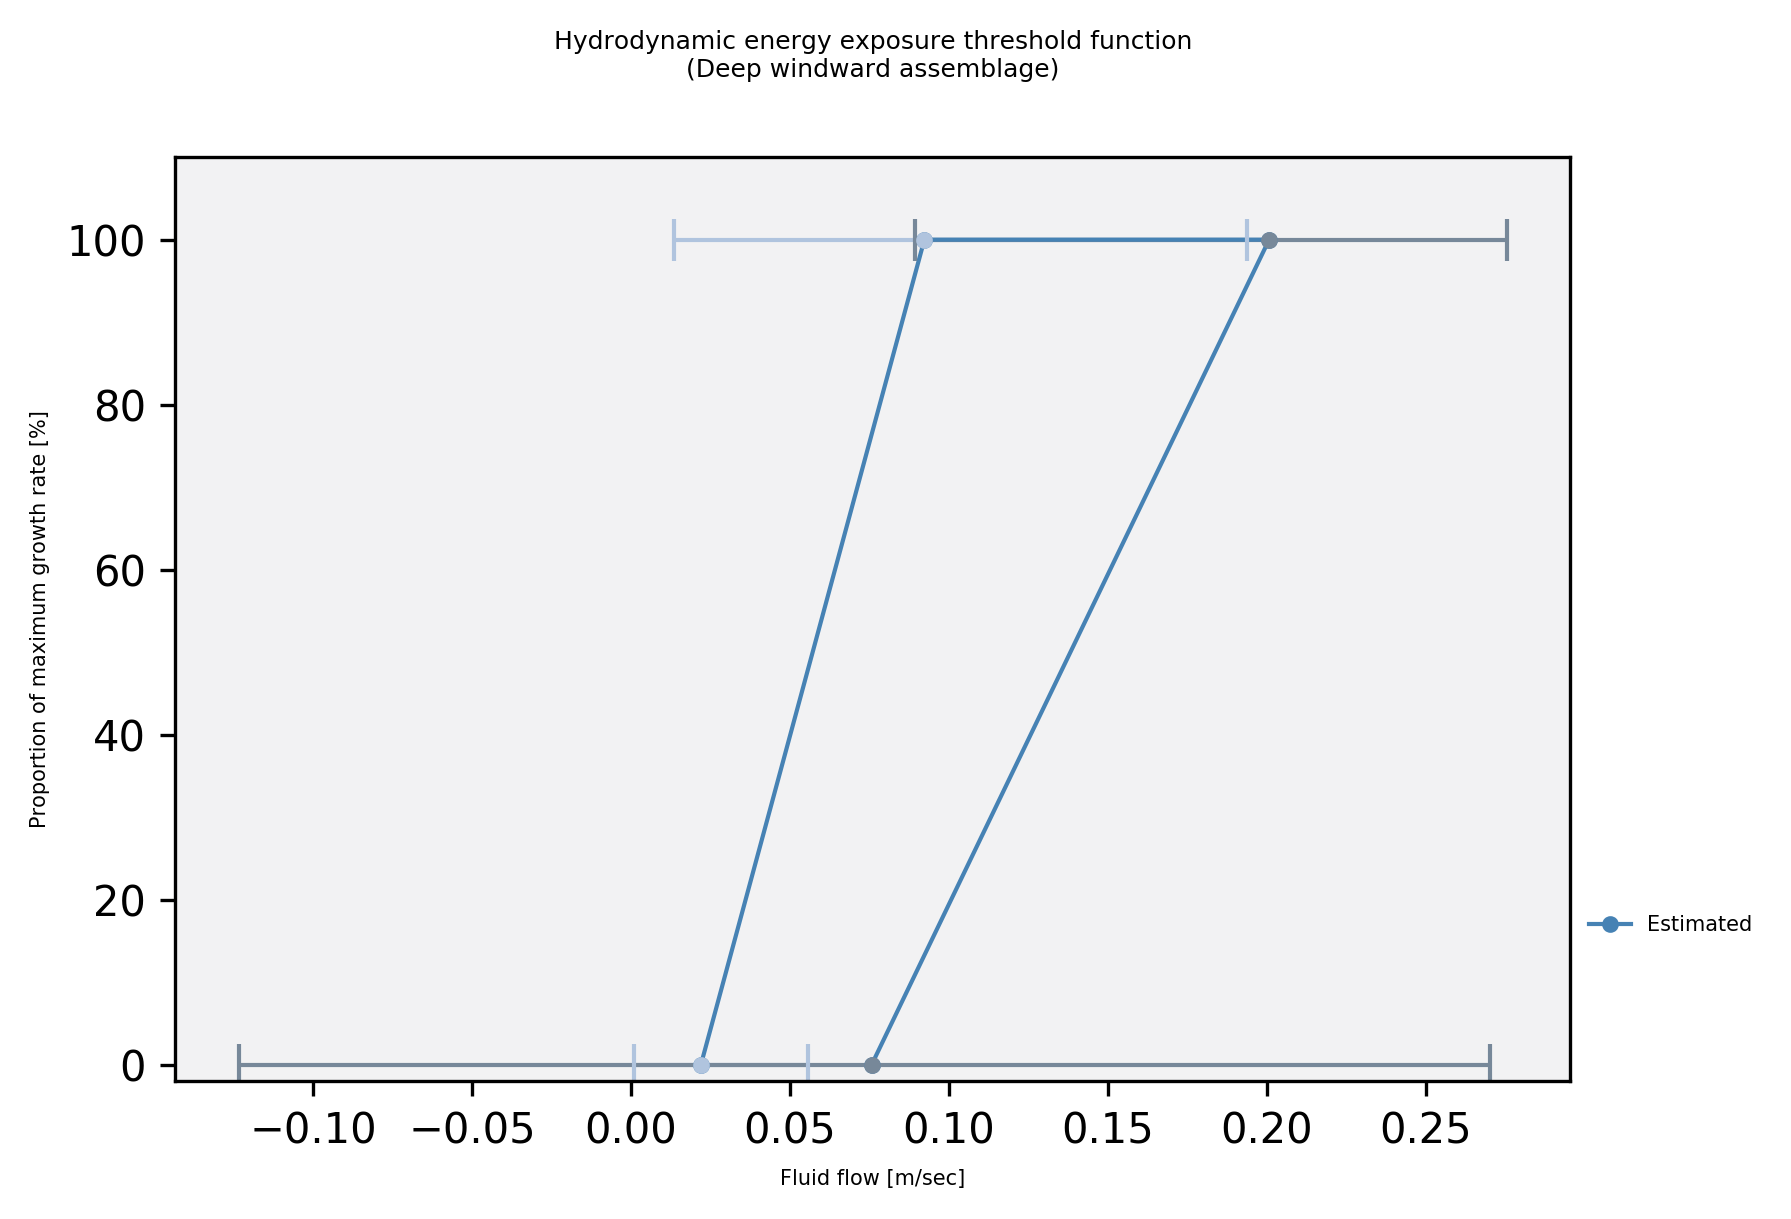 Hydrodynamic energy exposure threshold function
(Deep windward assemblage)
100
80
60
40
20
0
Proportion of maximum growth rate [%]
Estimated
−0.10 −0.05 0.00 0.05 0.10 0.15 0.20 0.25
Fluid flow [m/sec]